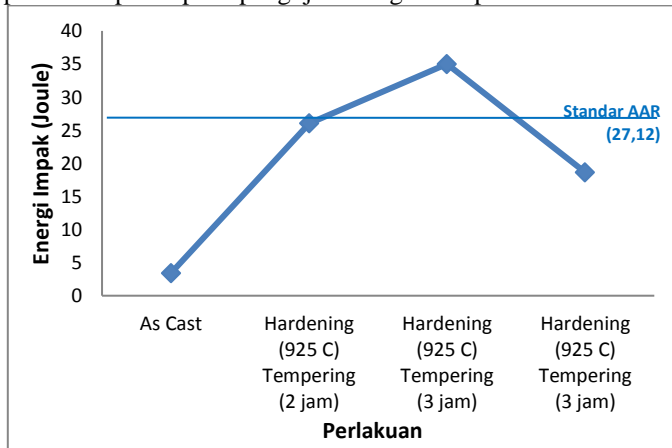 40
35
30
25
20
15
10
5
0
Energi Impak (Joule)
Standar AAR
(27,12)
As Cast
Hardening
(925 C)
Tempering
(2 jam)
Hardening
(925 C)
Tempering
(3 jam)
Hardening
(925 C)
Tempering
(3 jam)
Perlakuan